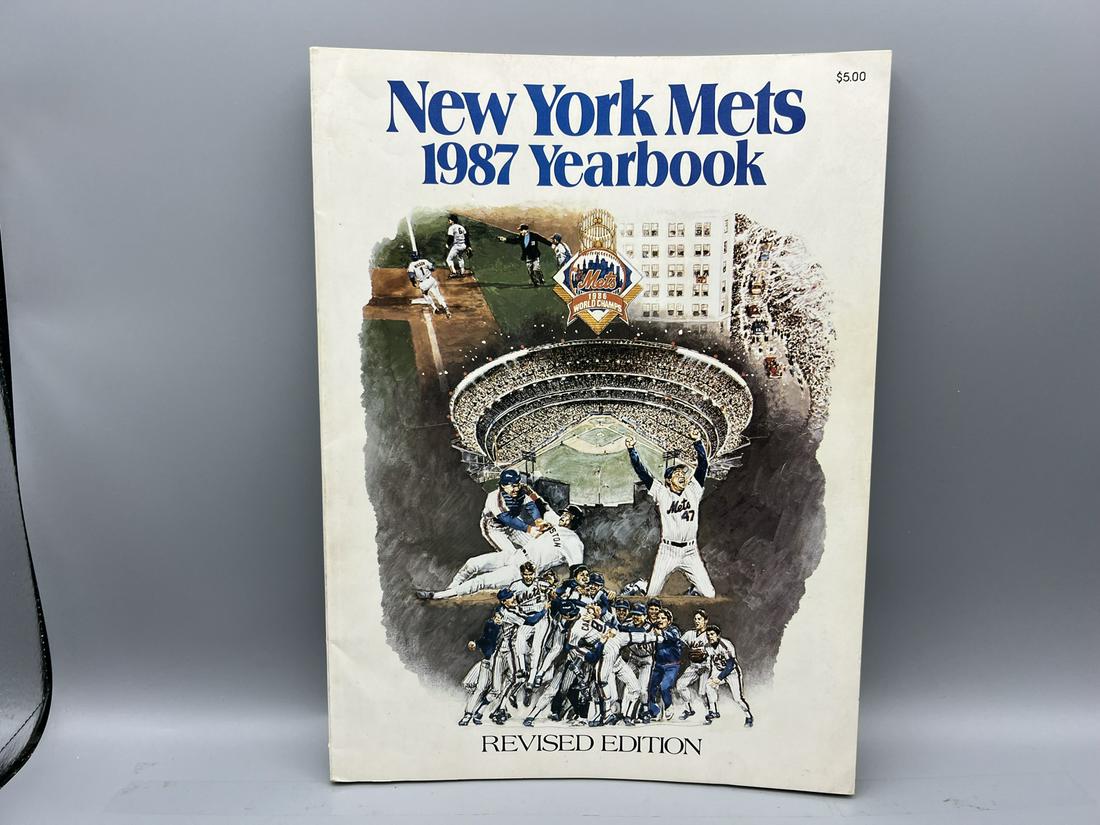 $5.00
New York Mets
1987 Yearbook
Mets
1986
WORLD CHAMPS
Mets
47
REVISED EDITION